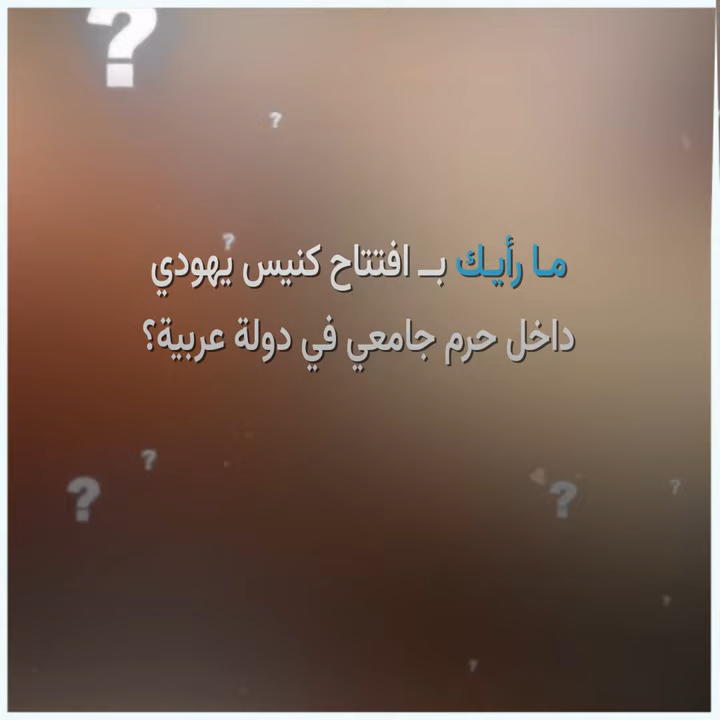 ما رأيك بـ افتتاح كنيس يهودي
داخل حرم جامعي في دولة عربية؟